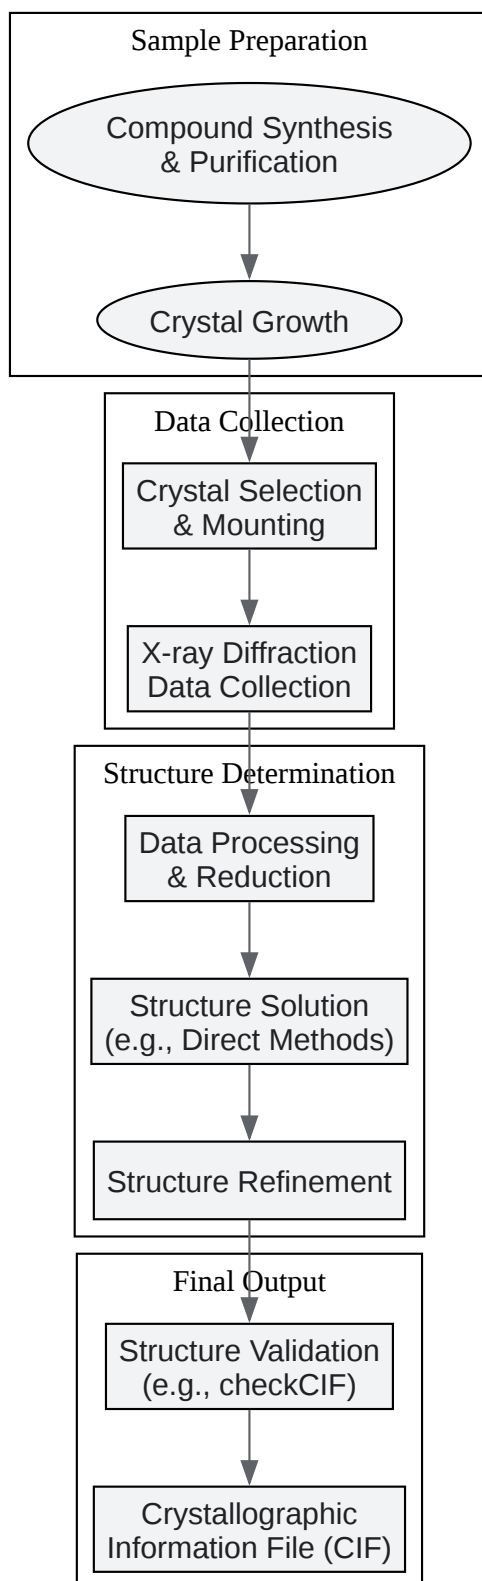 Sample Preparation
Compound Synthesis
& Purification
Crystal Growth
Data Collection
Crystal Selection
& Mounting
X-ray Diffraction
Data Collection
Structure Determination
Data Processing
& Reduction
Structure Solution
(e.g., Direct Methods)
Structure Refinement
Final Output
Structure Validation
(e.g., checkCIF)
Crystallographic
Information File (CIF)